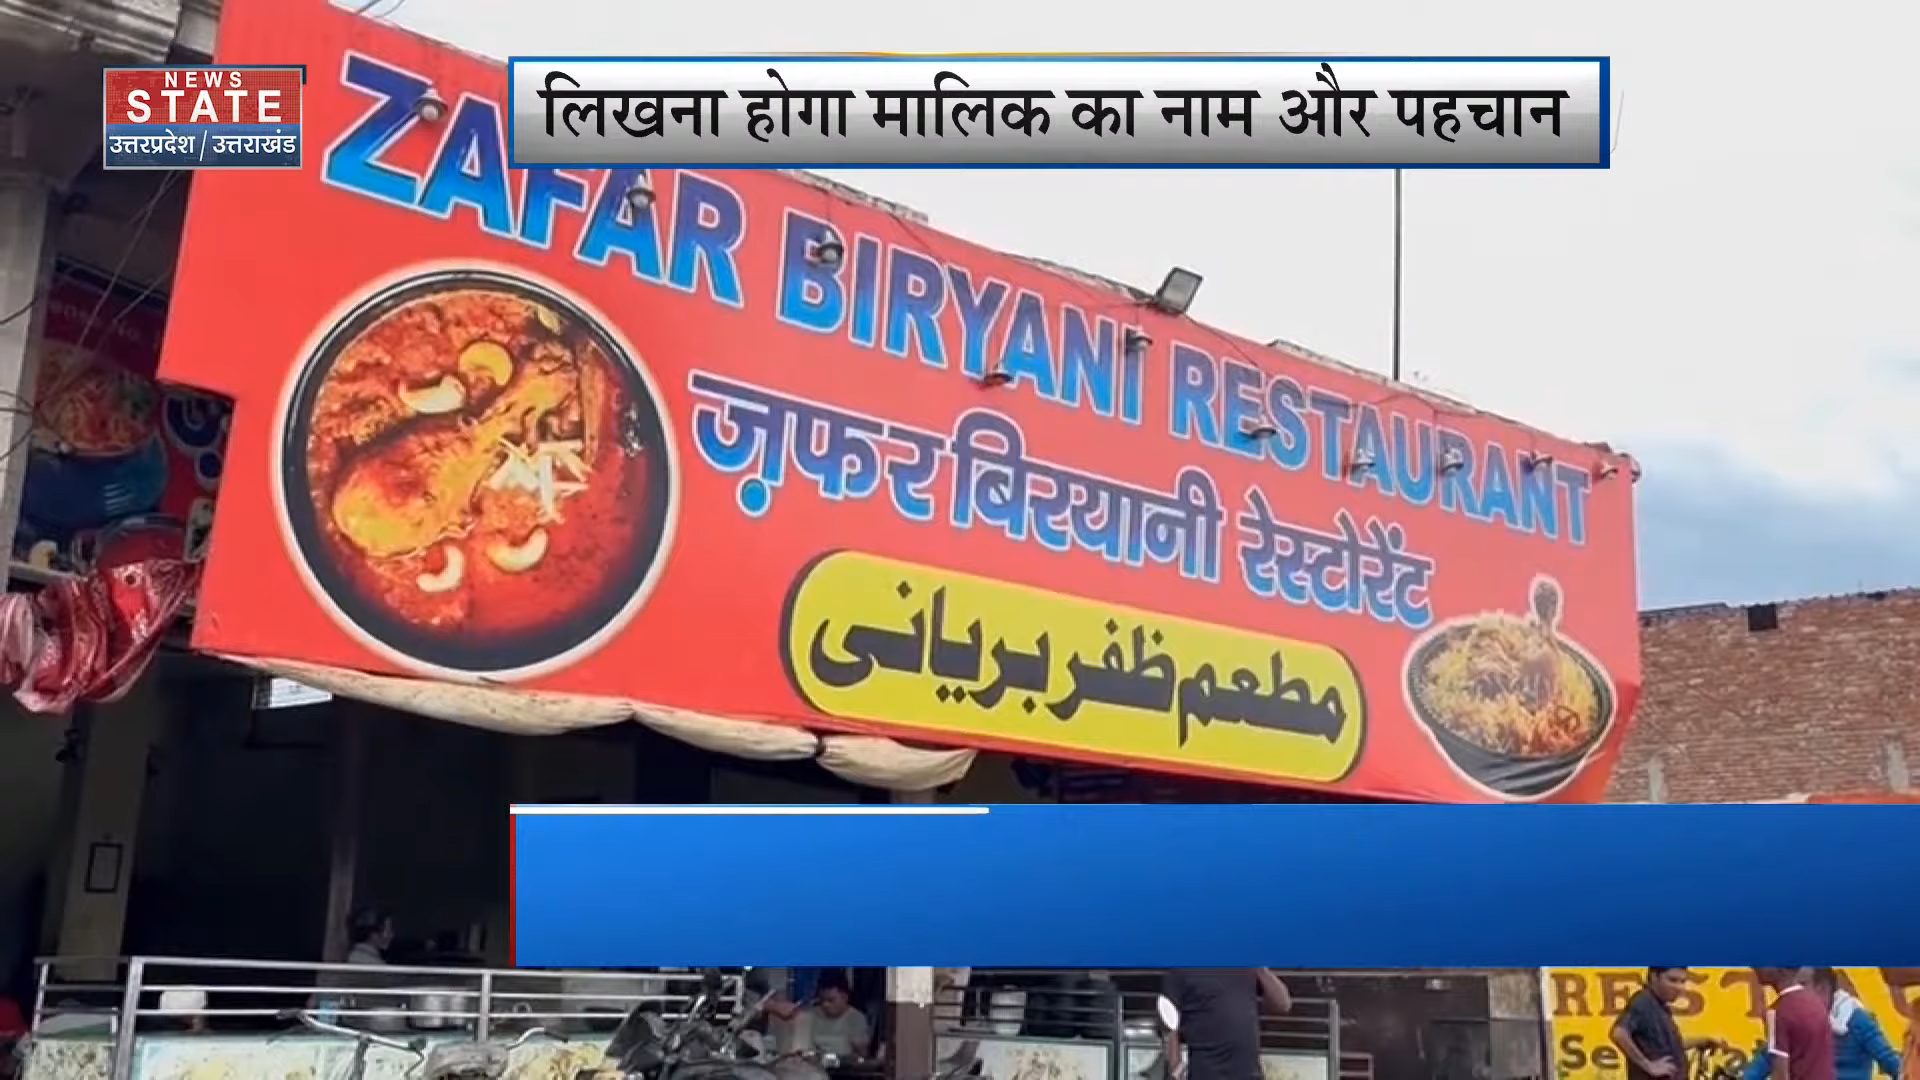 NEWS
STATE
उत्तरप्रदेश / उत्तराखंड
लिखना होगा मालिक का नाम और पहचान
ZAFAR BIRYANI RESTAURANT
ज़फर बिरयानी रेस्टोरेंट
مطعم ظفر بریانی